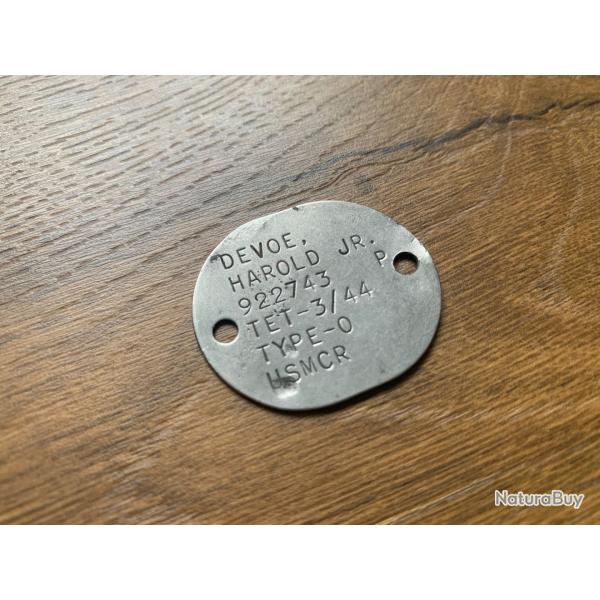 DEVOE,
HAROLD JR.
922743 P
TET-3/44
TYPE-O
USMCR
NaturaBuy